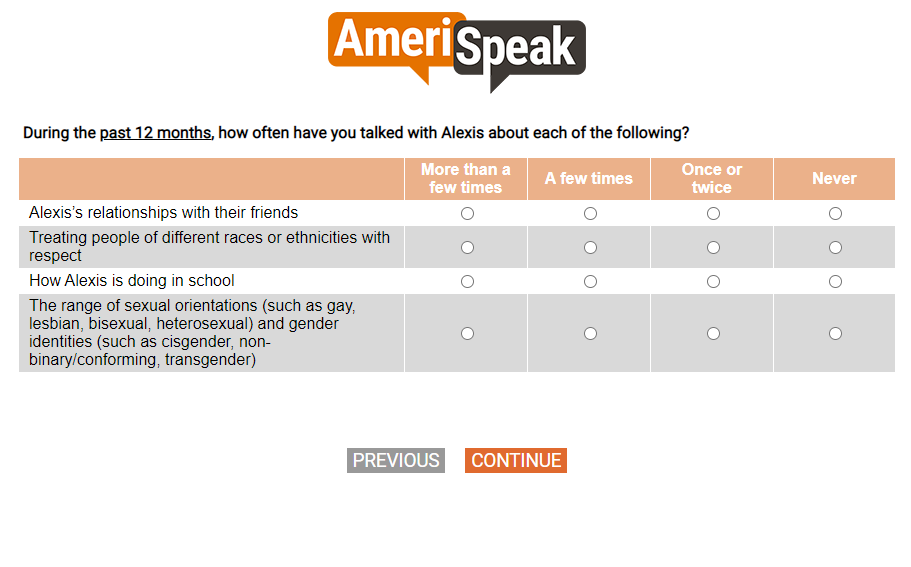 AmeriSpeak
During the past 12 months, how often have you talked with Alexis about each of the following?
More than a
few times
A few times
Once or
twice
Never
Alexis's relationships with their friends
Treating people of different races or ethnicities with
respect
How Alexis is doing in school
The range of sexual orientations (such as gay,
lesbian, bisexual, heterosexual) and gender
identities (such as cisgender, non-
binary/conforming, transgender)
PREVIOUS
CONTINUE